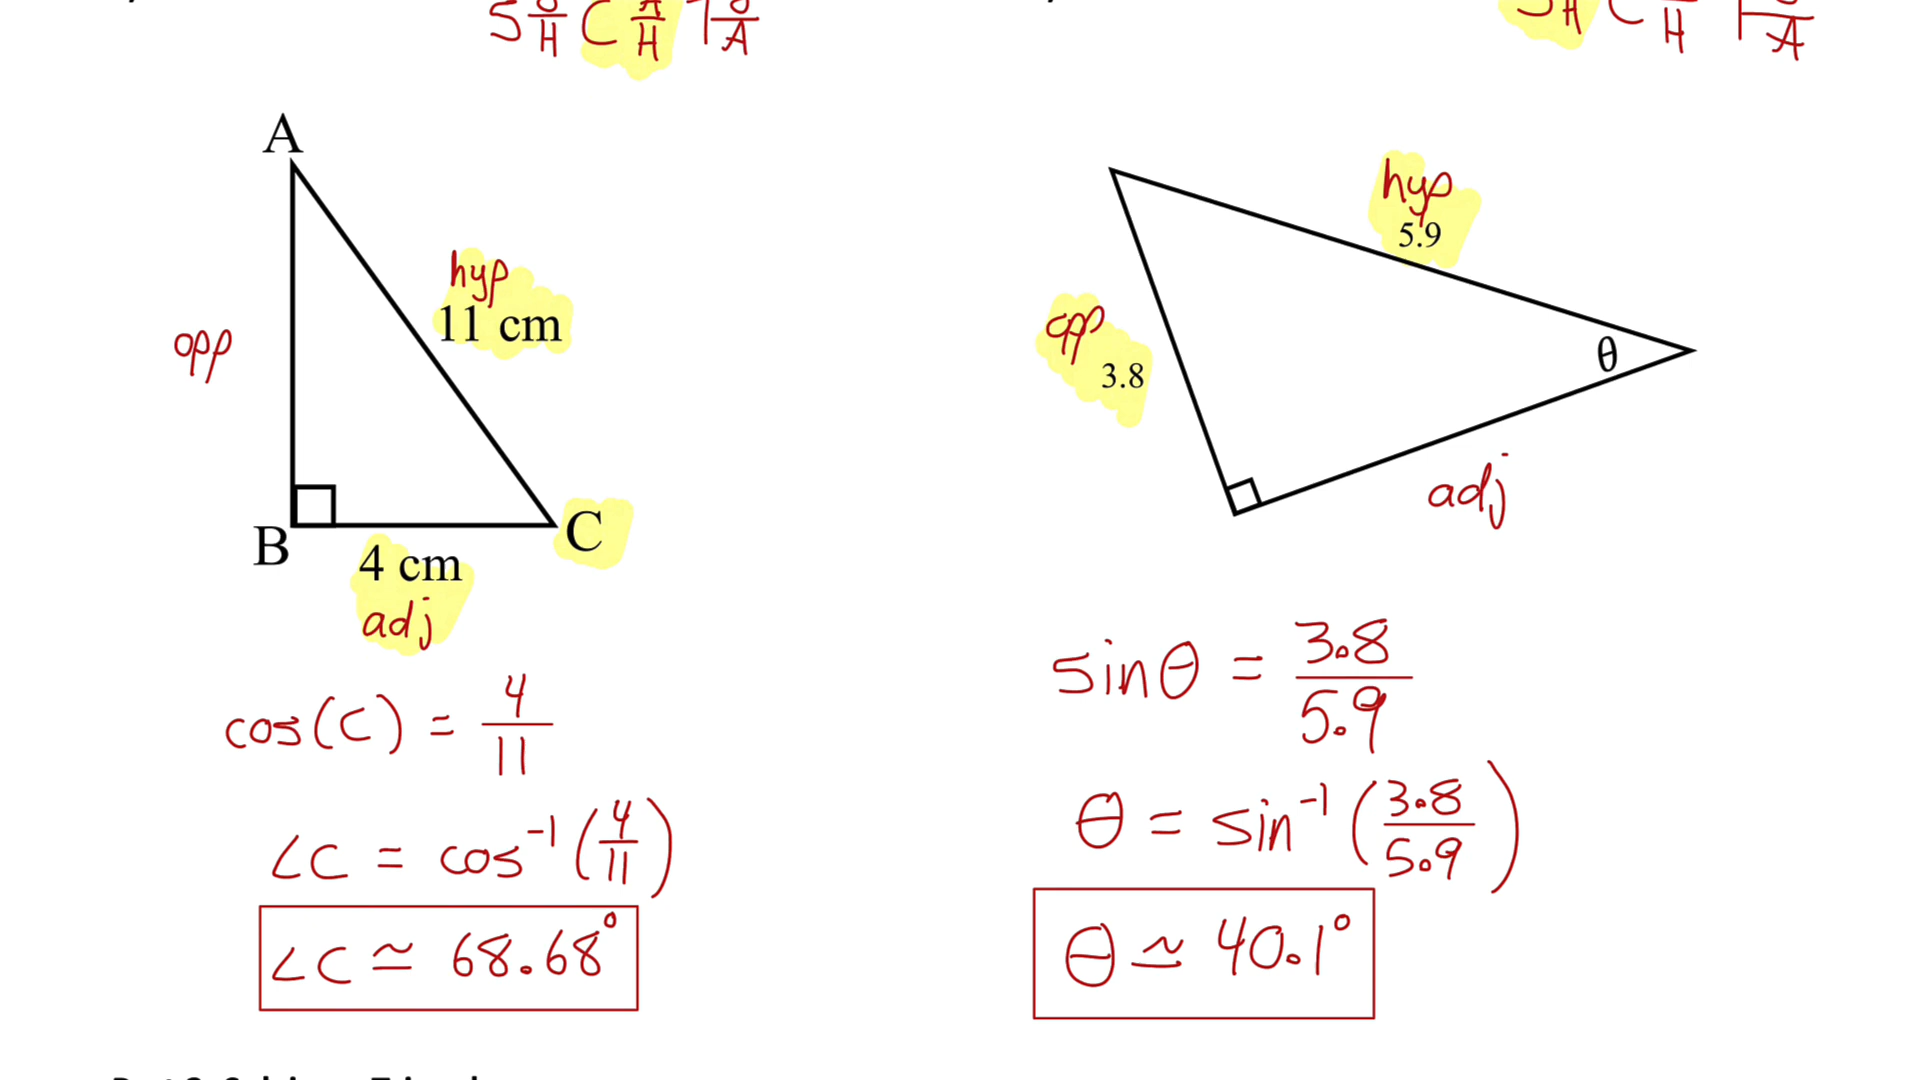 S O/H C A/H T O/A
A
hyp
11 cm
opp
B
C
4 cm
adj
cos(C) = 4/11
∠C = cos⁻¹(4/11)
∠C ≃ 68.68°
S O/H C A/H T O/A
hyp
5.9
opp
3.8
θ
adj
sinθ = 3.8/5.9
θ = sin⁻¹(3.8/5.9)
θ ≃ 40.1°